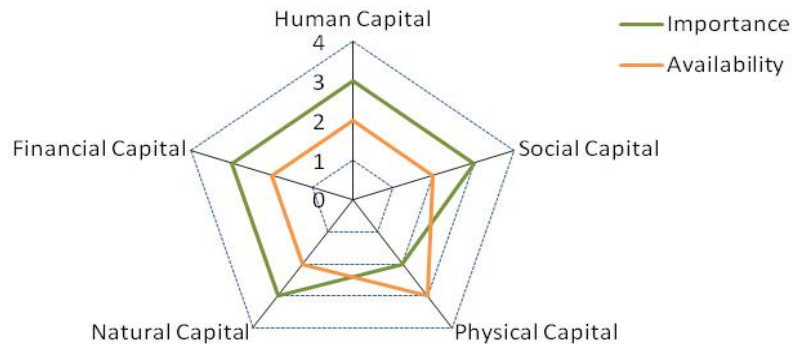 Human Capital
Importance
Availability
4
3
2
1
0
Financial Capital
Social Capital
Natural Capital
Physical Capital